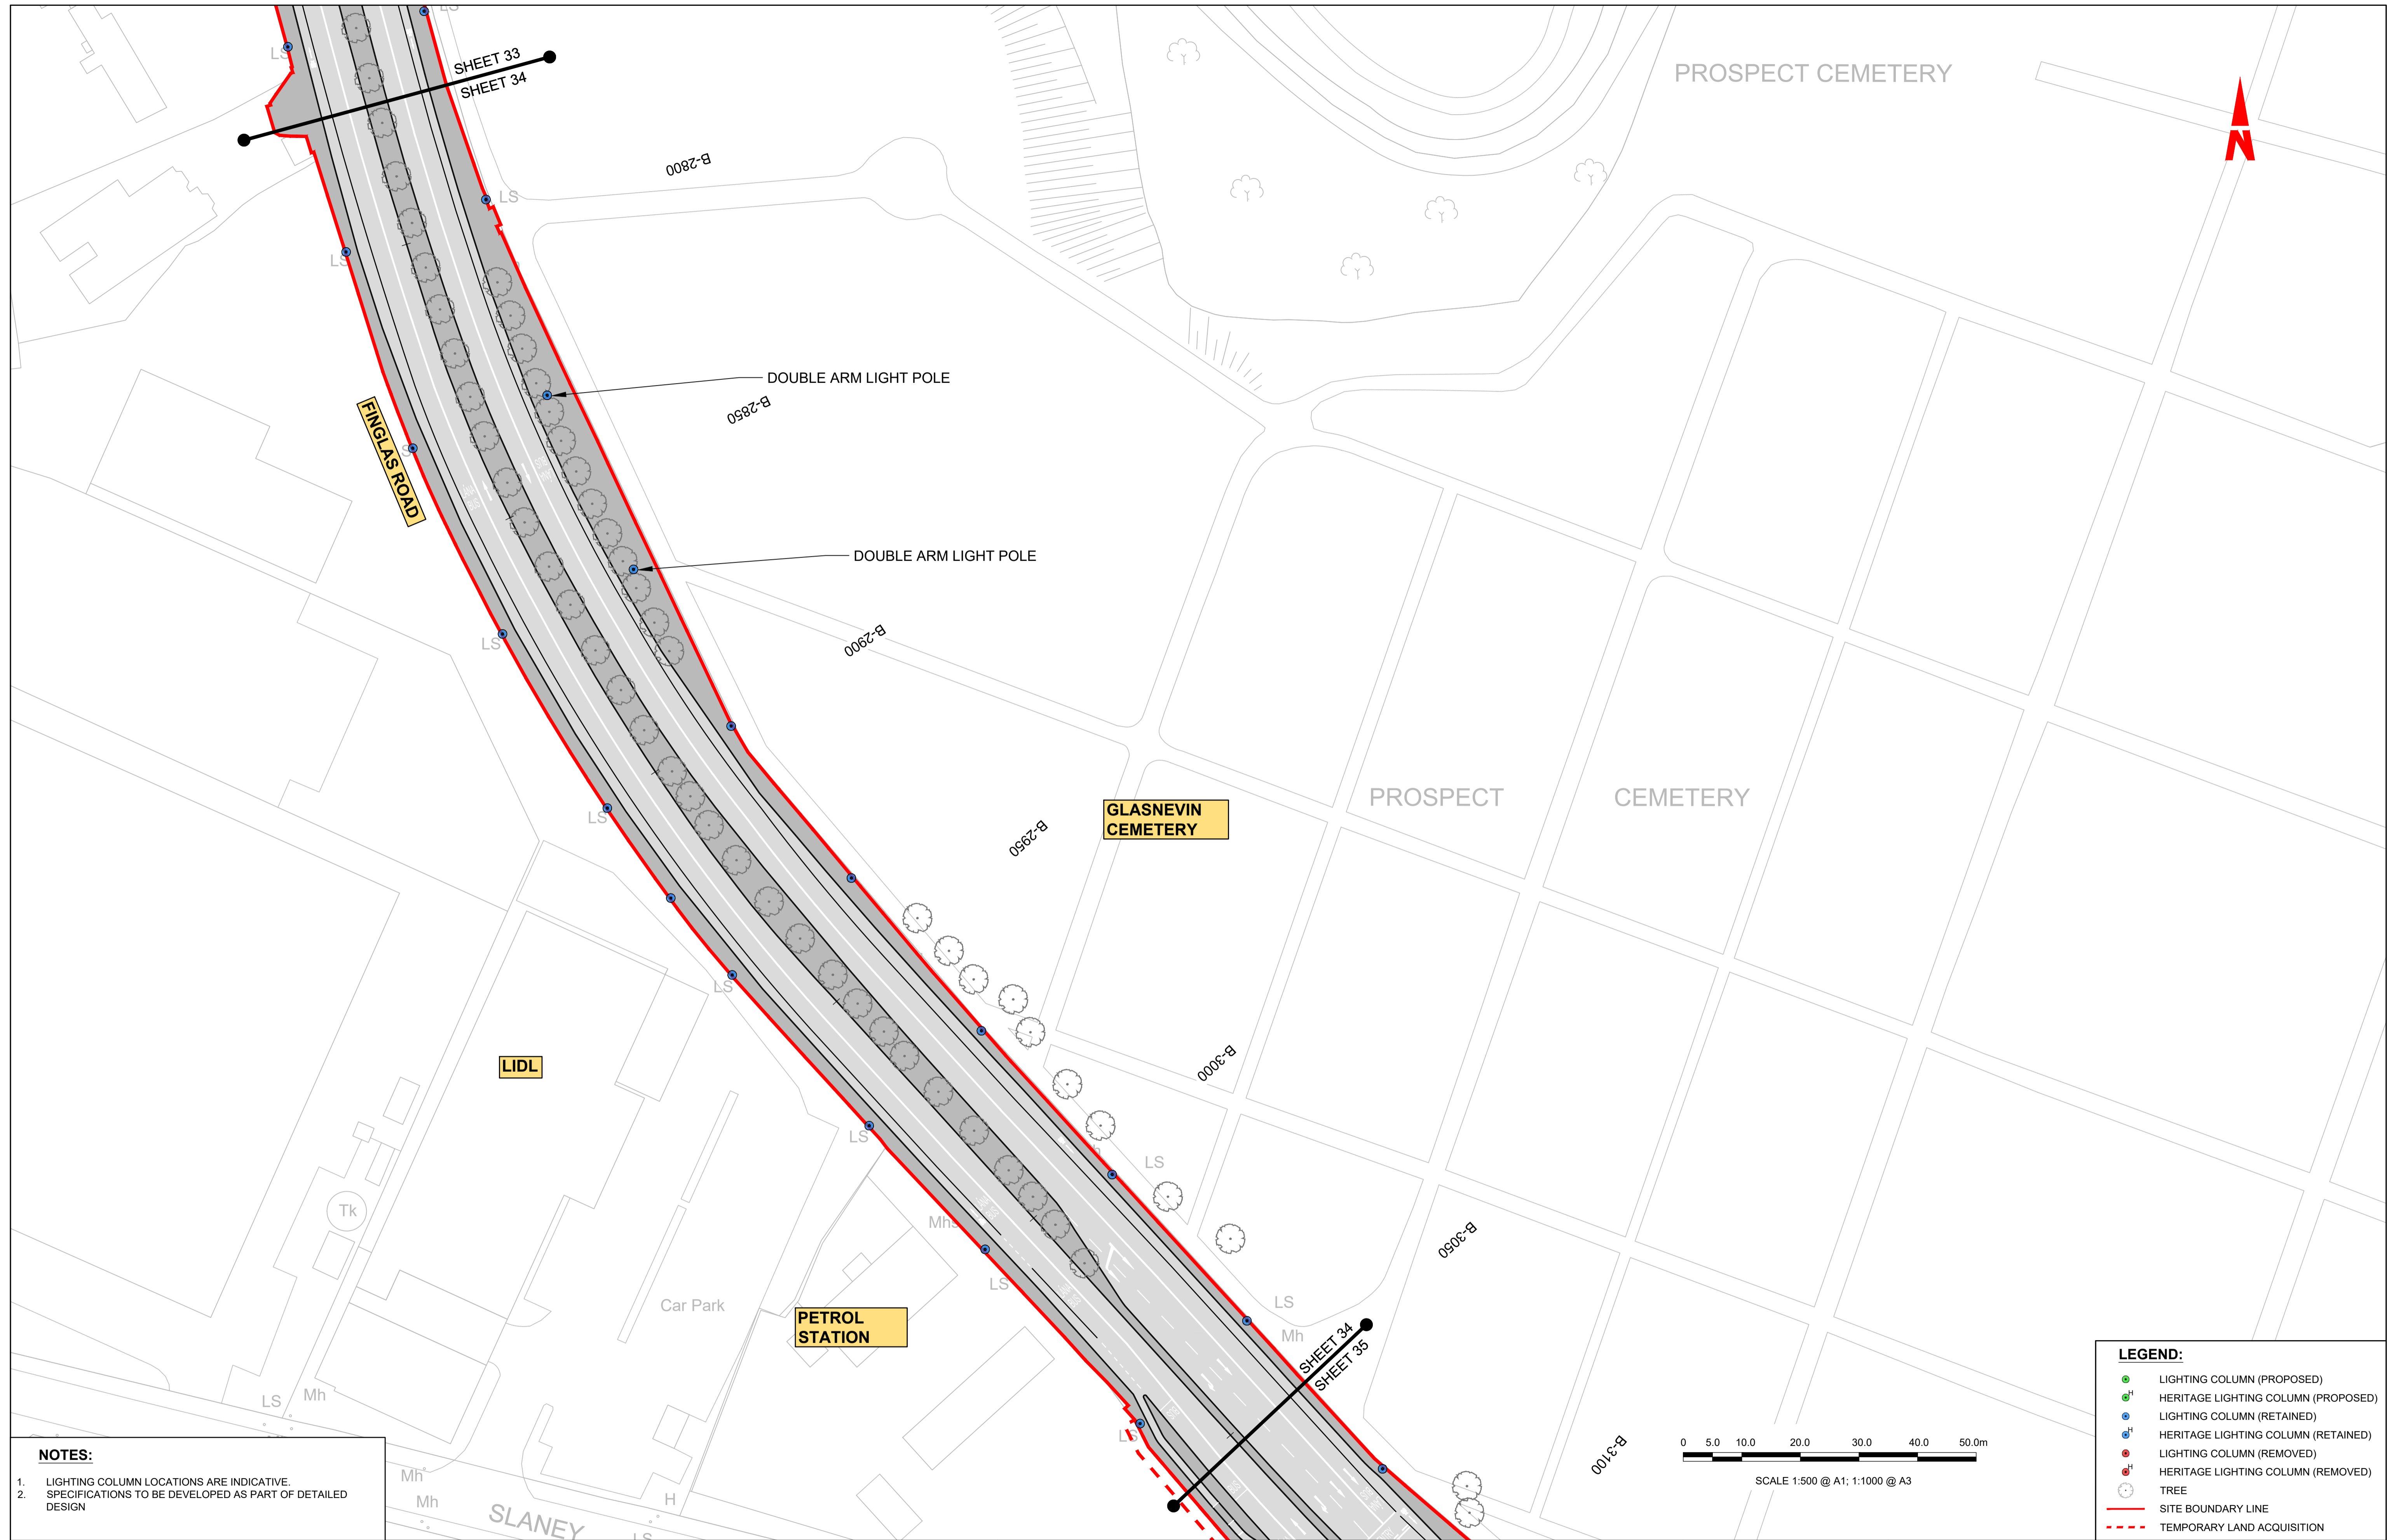 LS
LS
SHEET 33
SHEET 34
PROSPECT CEMETERY
N
B-2800
LS
LS
DOUBLE ARM LIGHT POLE
B-2850
FINGLAS ROAD
S
DOUBLE ARM LIGHT POLE
B-2900
LS
PROSPECT CEMETERY
GLASNEVIN
CEMETERY
LS
B-2950
LS
LIDL
B-3000
LS
LS
Tk
Mhs
B-3050
LS
LS
Mh
Car Park
PETROL
STATION
SHEET 34
SHEET 35
LS
Mh
LS
B-3100
Mh
Mh
H
SLANEY
LS
NOTES:
1. LIGHTING COLUMN LOCATIONS ARE INDICATIVE.
2. SPECIFICATIONS TO BE DEVELOPED AS PART OF DETAILED
DESIGN
0 5.0 10.0 20.0 30.0 40.0 50.0m
SCALE 1:500 @ A1; 1:1000 @ A3
LEGEND:
LIGHTING COLUMN (PROPOSED)
H HERITAGE LIGHTING COLUMN (PROPOSED)
LIGHTING COLUMN (RETAINED)
H HERITAGE LIGHTING COLUMN (RETAINED)
LIGHTING COLUMN (REMOVED)
H HERITAGE LIGHTING COLUMN (REMOVED)
TREE
SITE BOUNDARY LINE
TEMPORARY LAND ACQUISITION